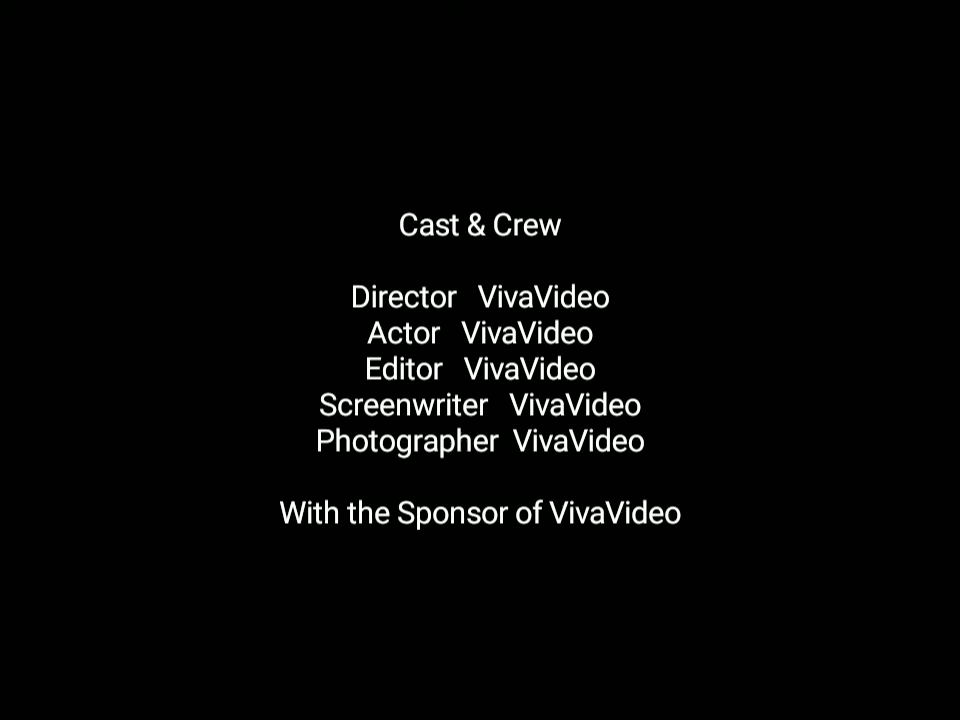 Cast & Crew
Director VivaVideo
Actor VivaVideo
Editor VivaVideo
Screenwriter VivaVideo
Photographer VivaVideo
With the Sponsor of VivaVideo